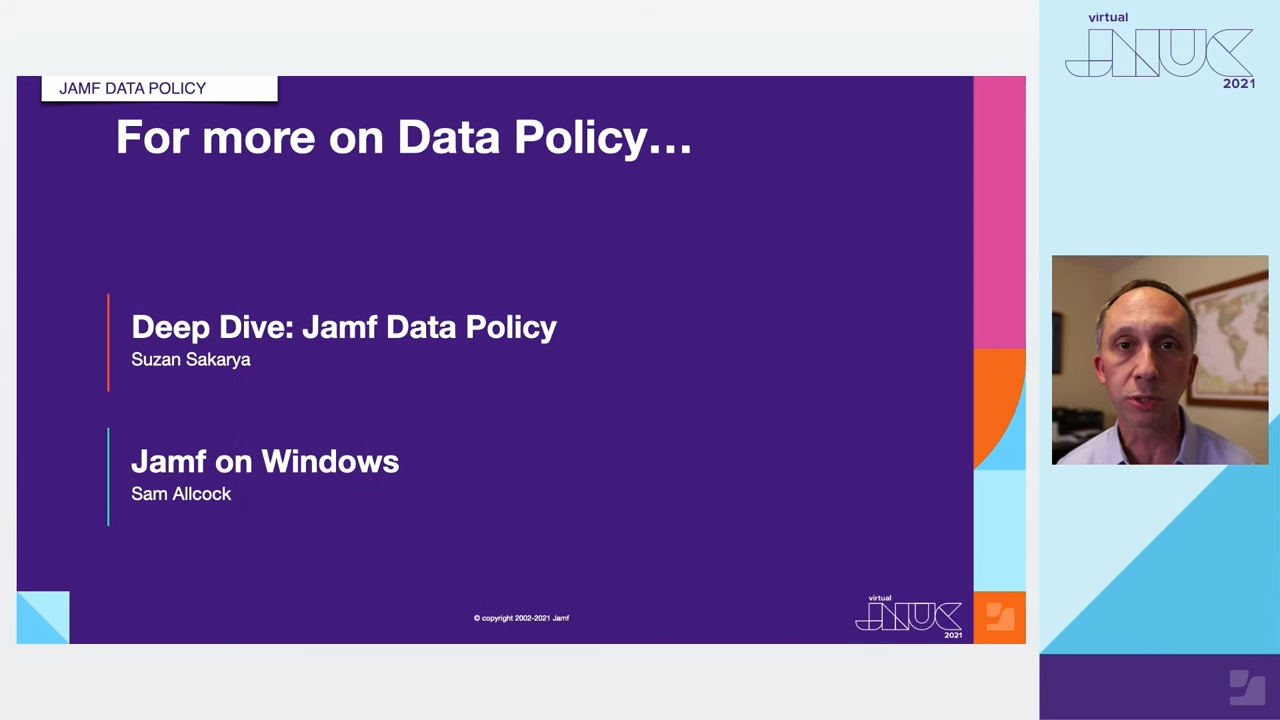 JAMF DATA POLICY
For more on Data Policy...
Deep Dive: Jamf Data Policy
Suzan Sakarya
Jamf on Windows
Sam Allcock
© copyright 2002-2021 Jamf
virtual
JNUC
2021
virtual
JNUC
2021